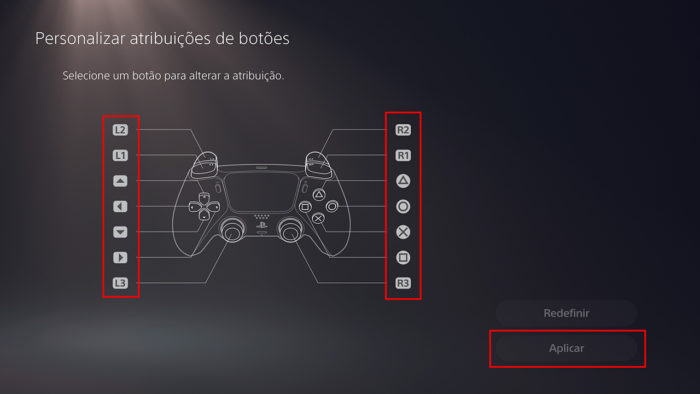 Personalizar atribuições de botões
Selecione um botão para alterar a atribuição.
L2
R2
L1
R1
L3
R3
Redefinir
Aplicar